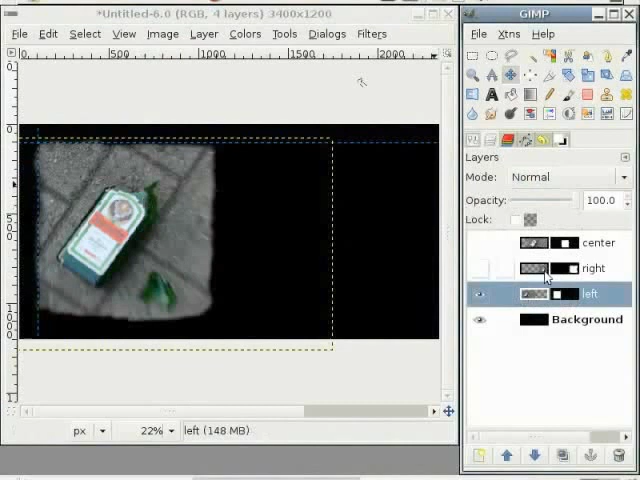 *Untitled-6.0 (RGB, 4 layers) 3400x1200
File Edit Select View Image Layer Colors Tools Dialogs Filters
0 500 1000 1500 2000
px 22% left (148 MB)
GIMP
File Xtns Help
Layers
Mode: Normal
Opacity: 100.0
Lock:
center
right
left
Background